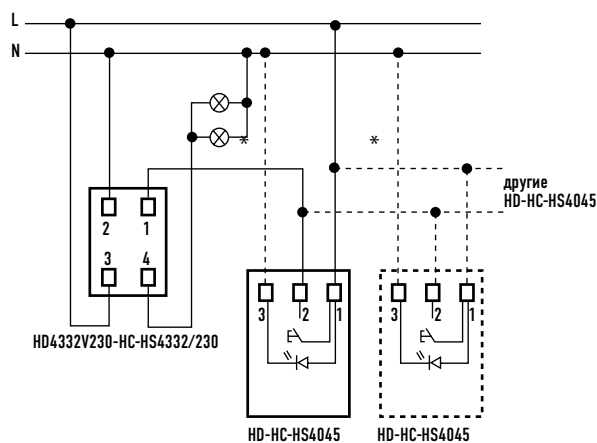 L
N
*
*
другие
HD-HC-HS4045
2 1
3 4
HD4332V230-HC-HS4332/230
3 2 1
3 2 1
HD-HC-HS4045
HD-HC-HS4045